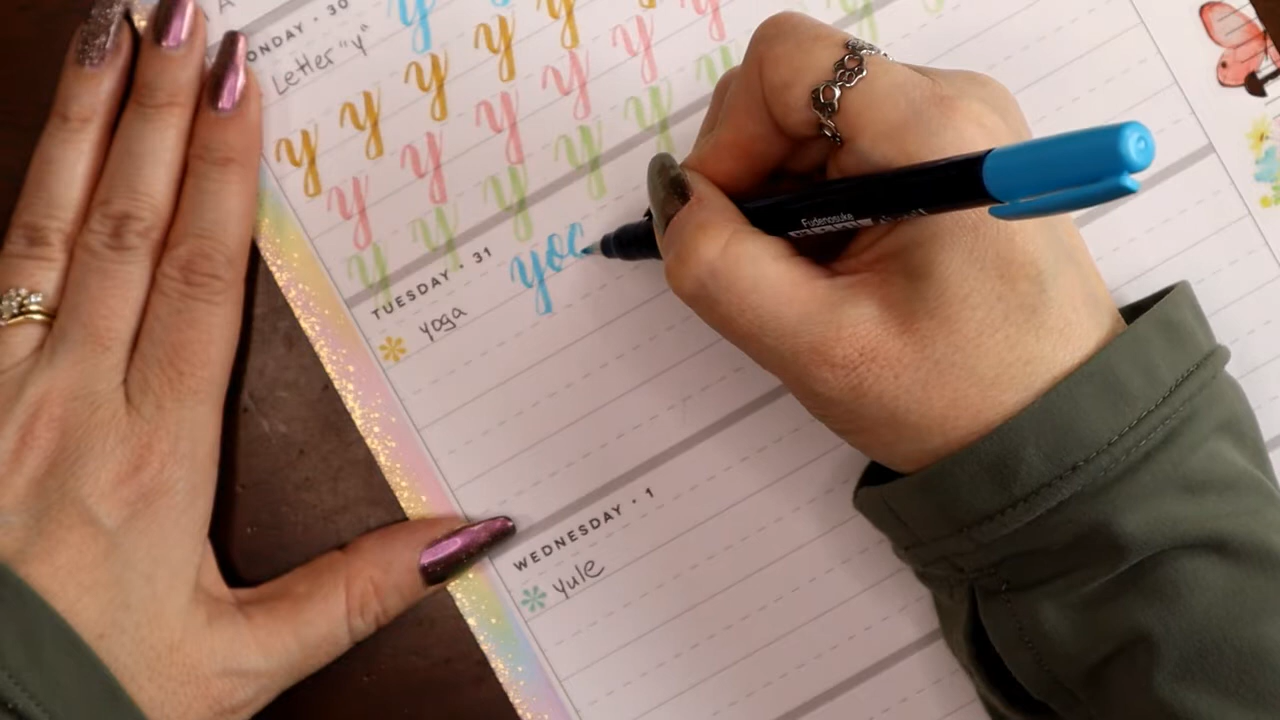 A
MONDAY • 30
Letter "y"
y y y y y
y y y y y
y y y y y
y y y y y
TUESDAY • 31
yoga
yoc
Fudenosuke
WEDNESDAY • 1
yule